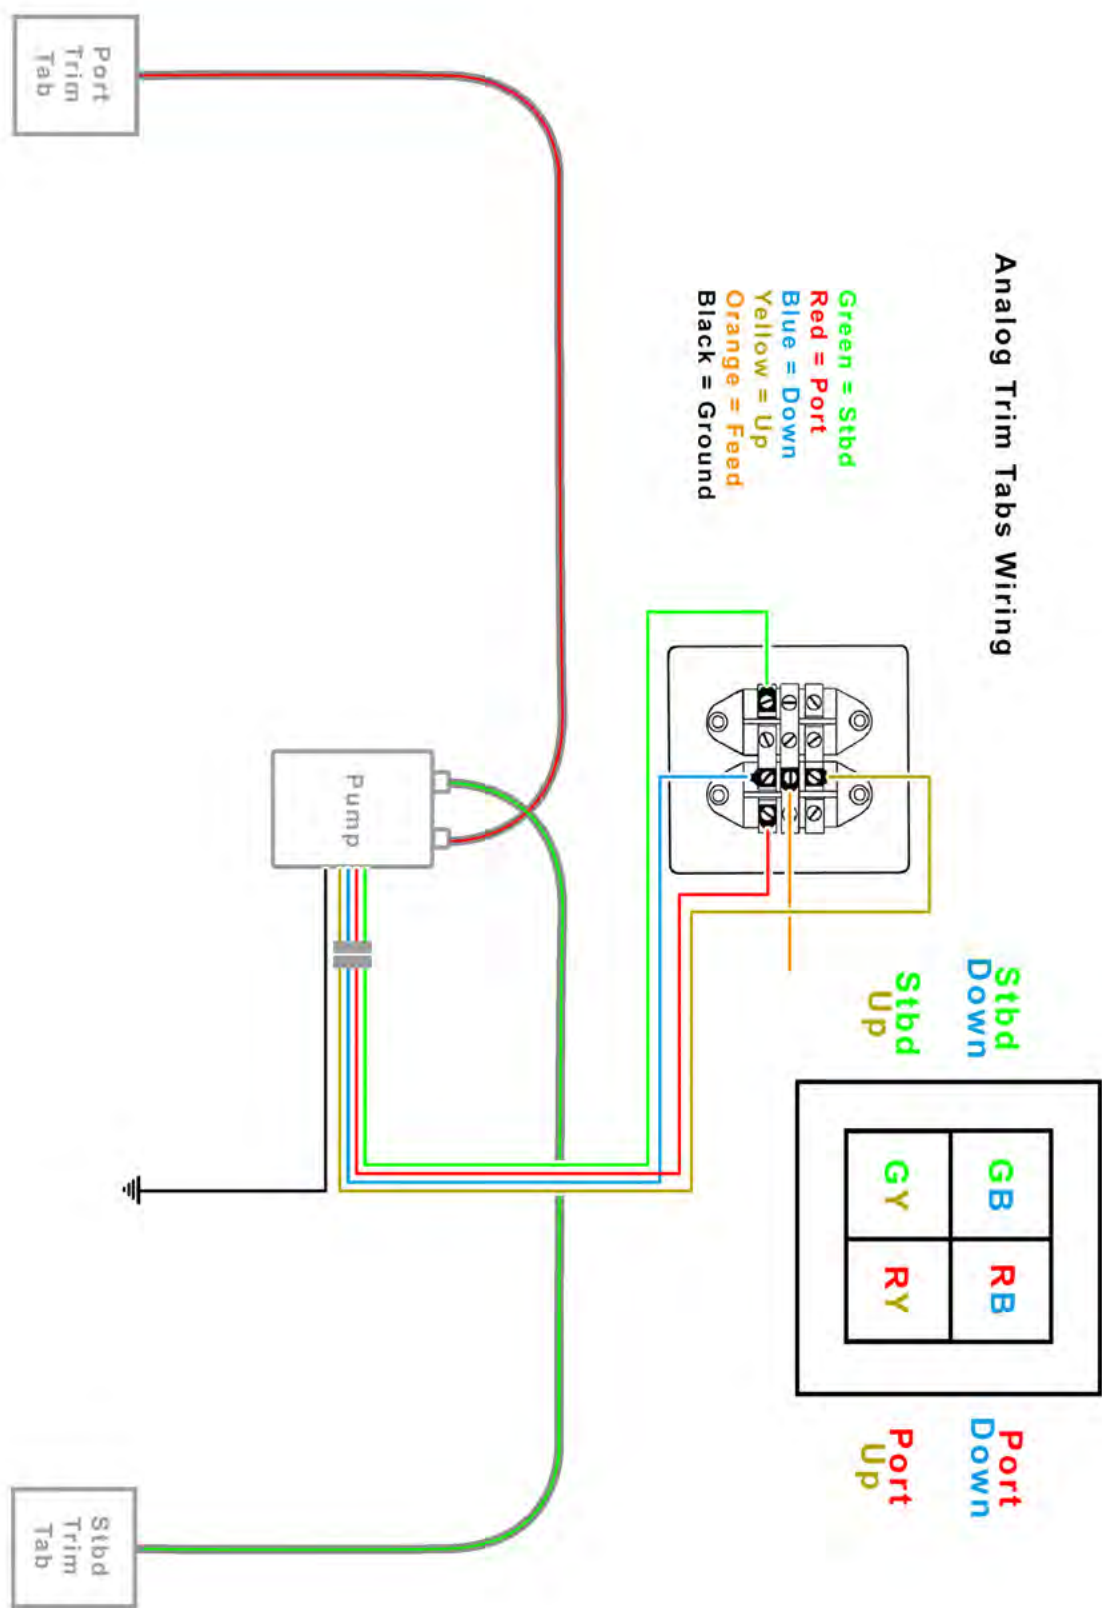 Analog Trim Tabs Wiring
Green = Stbd
Red = Port
Blue = Down
Yellow = Up
Orange = Feed
Black = Ground
Stbd
Down
Stbd
Up
GB
RB
GY
RY
Port
Down
Port
Up
Pump
Port
Trim
Tab
Stbd
Trim
Tab